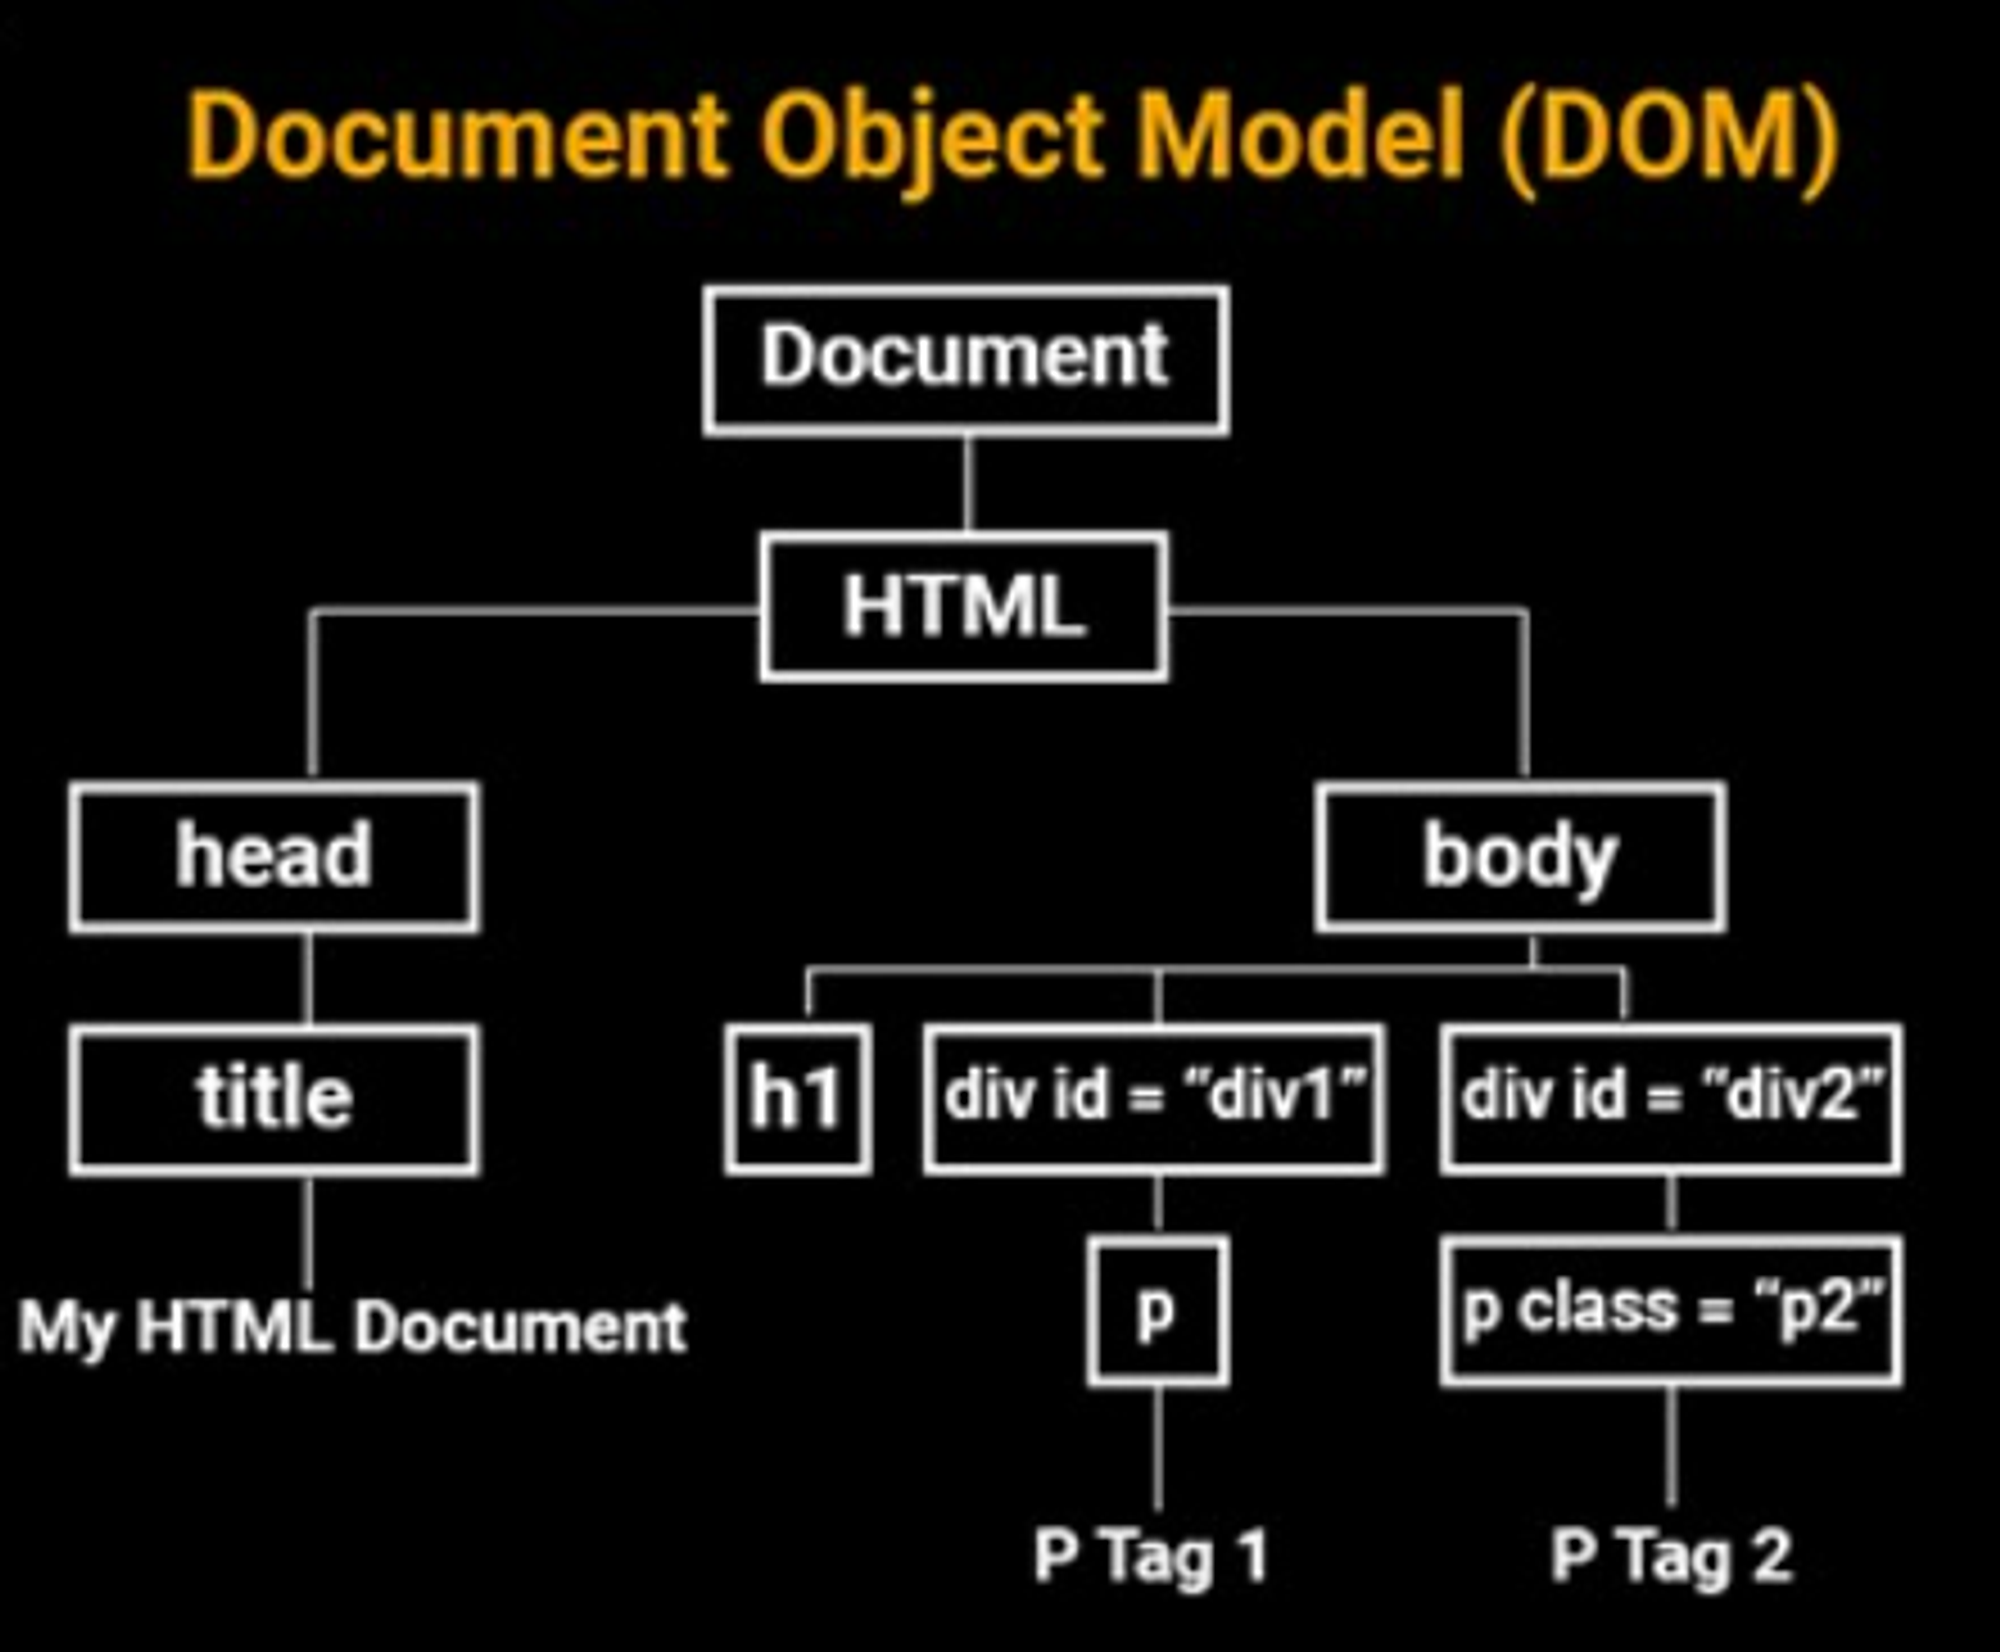 Document Object Model (DOM)
Document
HTML
head
body
title
h1
div id = “div1”
div id = “div2”
p
p class = “p2”
My HTML Document
P Tag 1
P Tag 2